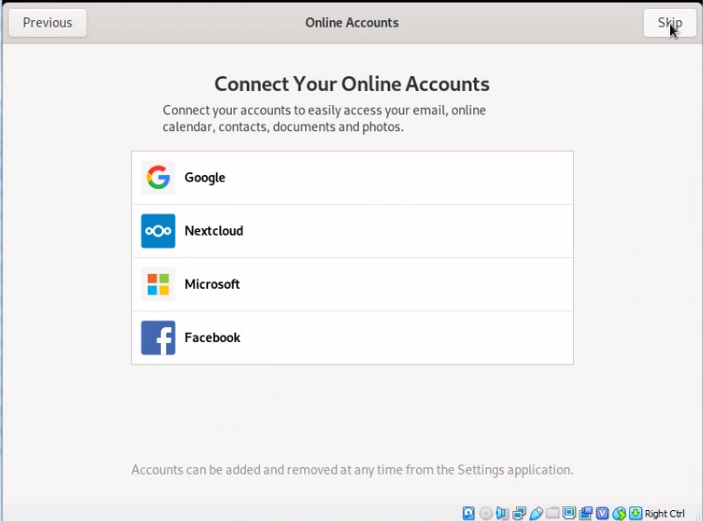 Previous
Online Accounts
Skip
Connect Your Online Accounts
Connect your accounts to easily access your email, online
calendar, contacts, documents and photos.
Google
Nextcloud
Microsoft
Facebook
Accounts can be added and removed at any time from the Settings application.
Right Ctrl